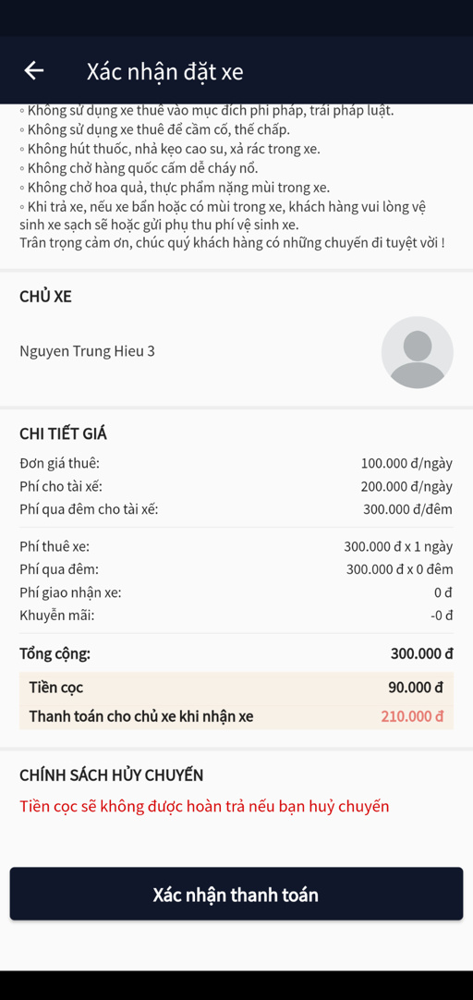 Xác nhận đặt xe
◦ Không sử dụng xe thuê vào mục đích phi pháp, trái pháp luật.
◦ Không sử dụng xe thuê để cầm cố, thế chấp.
◦ Không hút thuốc, nhả kẹo cao su, xả rác trong xe.
◦ Không chở hàng quốc cấm dễ cháy nổ.
◦ Không chở hoa quả, thực phẩm nặng mùi trong xe.
◦ Khi trả xe, nếu xe bẩn hoặc có mùi trong xe, khách hàng vui lòng vệ
sinh xe sạch sẽ hoặc gửi phụ thu phí vệ sinh xe.
Trân trọng cảm ơn, chúc quý khách hàng có những chuyến đi tuyệt vời !
CHỦ XE
Nguyen Trung Hieu 3
CHI TIẾT GIÁ
Đơn giá thuê: 100.000 đ/ngày
Phí cho tài xế: 200.000 đ/ngày
Phí qua đêm cho tài xế: 300.000 đ/đêm
Phí thuê xe: 300.000 đ x 1 ngày
Phí qua đêm: 300.000 đ x 0 đêm
Phí giao nhận xe: 0 đ
Khuyễn mãi: -0 đ
Tổng cộng: 300.000 đ
Tiền cọc 90.000 đ
Thanh toán cho chủ xe khi nhận xe 210.000 đ
CHÍNH SÁCH HỦY CHUYẾN
Tiền cọc sẽ không được hoàn trả nếu bạn huỷ chuyến
Xác nhận thanh toán